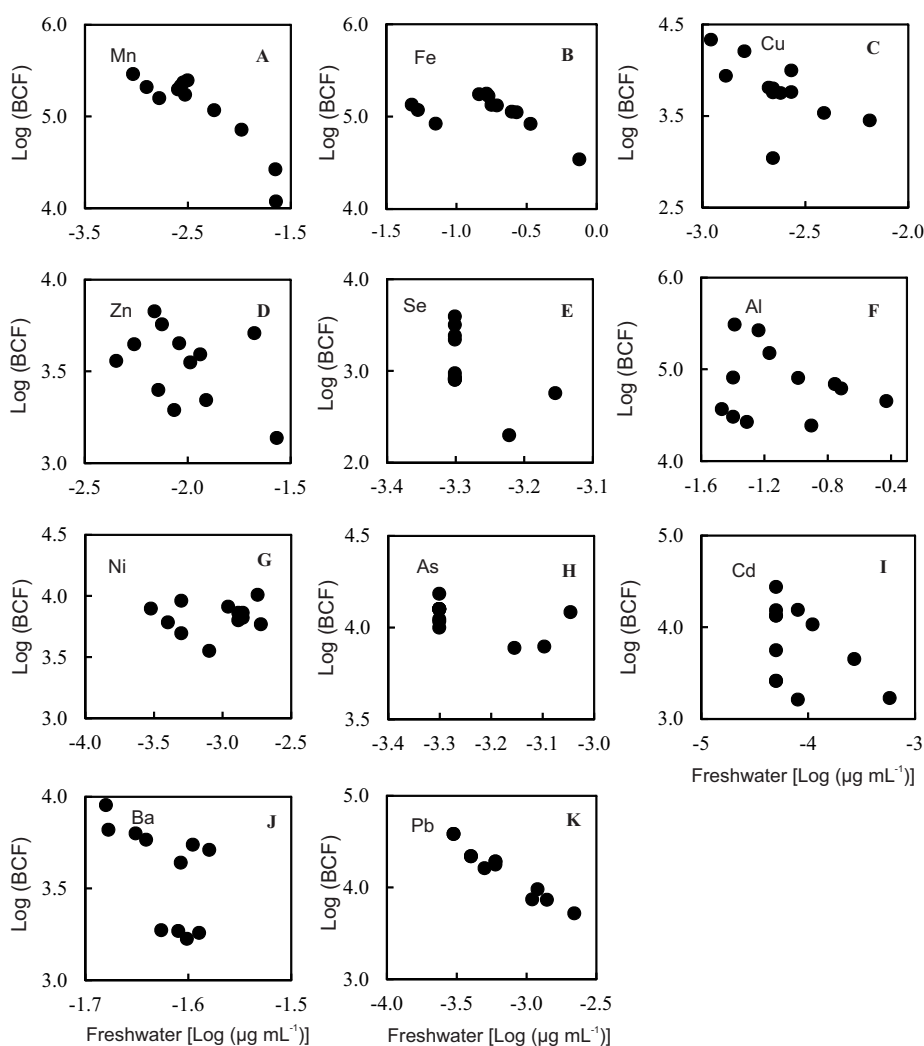 6.0
Mn
A
5.0
4.0
Log (BCF)
-3.5
-2.5
-1.5
6.0
Fe
B
5.0
4.0
Log (BCF)
-1.5
-1.0
-0.5
0.0
4.5
Cu
C
3.5
2.5
Log (BCF)
-3.0
-2.5
-2.0
4.0
Zn
D
3.5
3.0
Log (BCF)
-2.5
-2.0
-1.5
4.0
Se
E
3.0
2.0
Log (BCF)
-3.4
-3.3
-3.2
-3.1
6.0
Al
F
5.0
4.0
Log (BCF)
-1.6
-1.2
-0.8
-0.4
4.5
Ni
G
4.0
3.5
3.0
Log (BCF)
-4.0
-3.5
-3.0
-2.5
4.5
As
H
4.0
3.5
Log (BCF)
-3.4
-3.3
-3.2
-3.1
-3.0
5.0
Cd
I
4.0
3.0
Log (BCF)
-5
-4
-3
Freshwater [Log (µg mL-1)]
4.0
Ba
J
3.5
3.0
Log (BCF)
-1.7
-1.6
-1.5
Freshwater [Log (µg mL-1)]
5.0
Pb
K
4.0
3.0
Log (BCF)
-4.0
-3.5
-3.0
-2.5
Freshwater [Log (µg mL-1)]